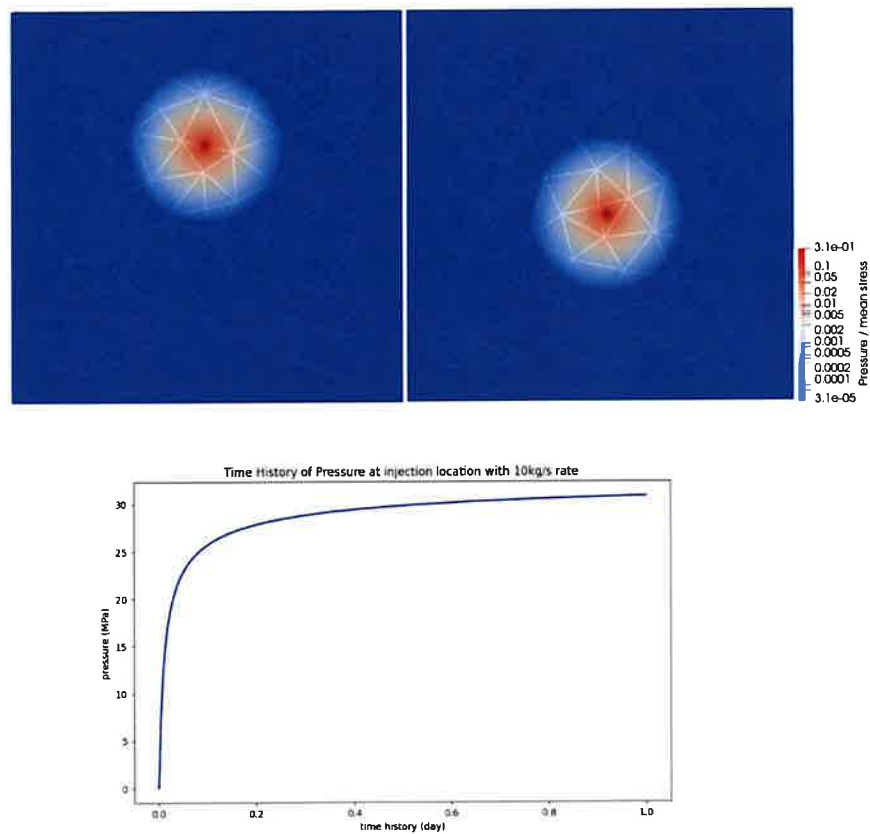 3.1e-01
0.1
0.05
0.02
0.01
0.005
0.002
0.001
0.0005
0.0002
0.0001
3.1e-05
Pressure / mean stress
Time History of Pressure at injection location with 10kg/s rate
30
25
20
15
10
5
0
pressure (MPa)
0.0 0.2 0.4 0.6 0.8 1.0
time history (day)